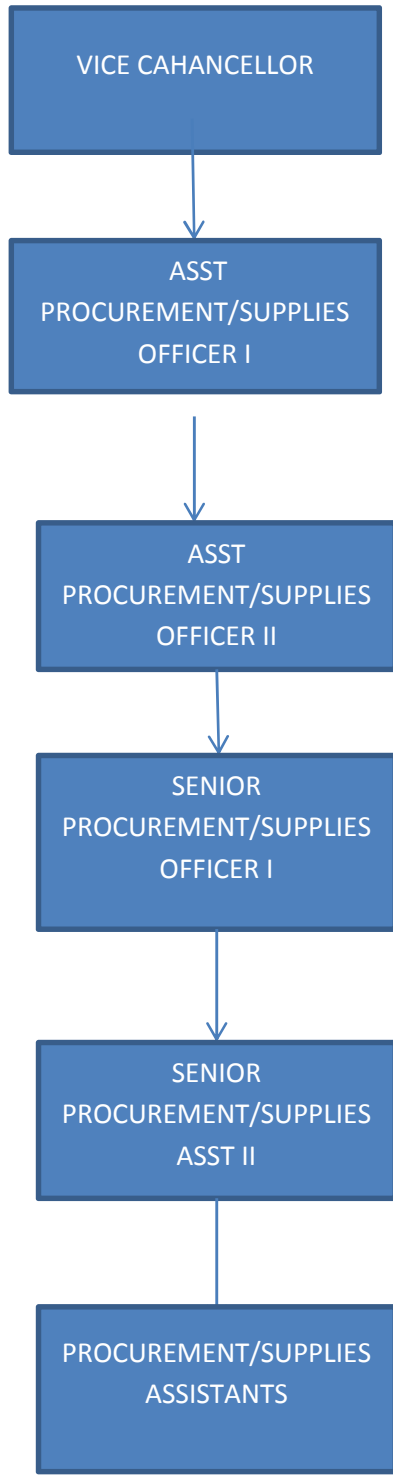 VICE CAHANCELLOR
ASST
PROCUREMENT/SUPPLIES
OFFICER I
ASST
PROCUREMENT/SUPPLIES
OFFICER II
SENIOR
PROCUREMENT/SUPPLIES
OFFICER I
SENIOR
PROCUREMENT/SUPPLIES
ASST II
PROCUREMENT/SUPPLIES
ASSISTANTS